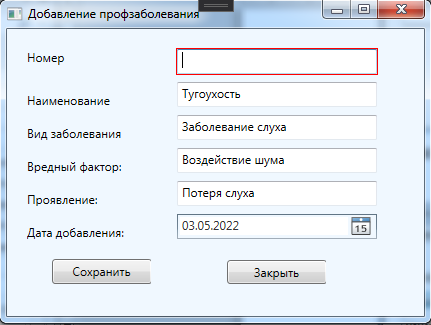 Добавление профзаболевания
Номер
Наименование Тугоухость
Вид заболевания Заболевание слуха
Вредный фактор: Воздействие шума
Проявление: Потеря слуха
Дата добавления: 03.05.2022 15
Сохранить Закрыть